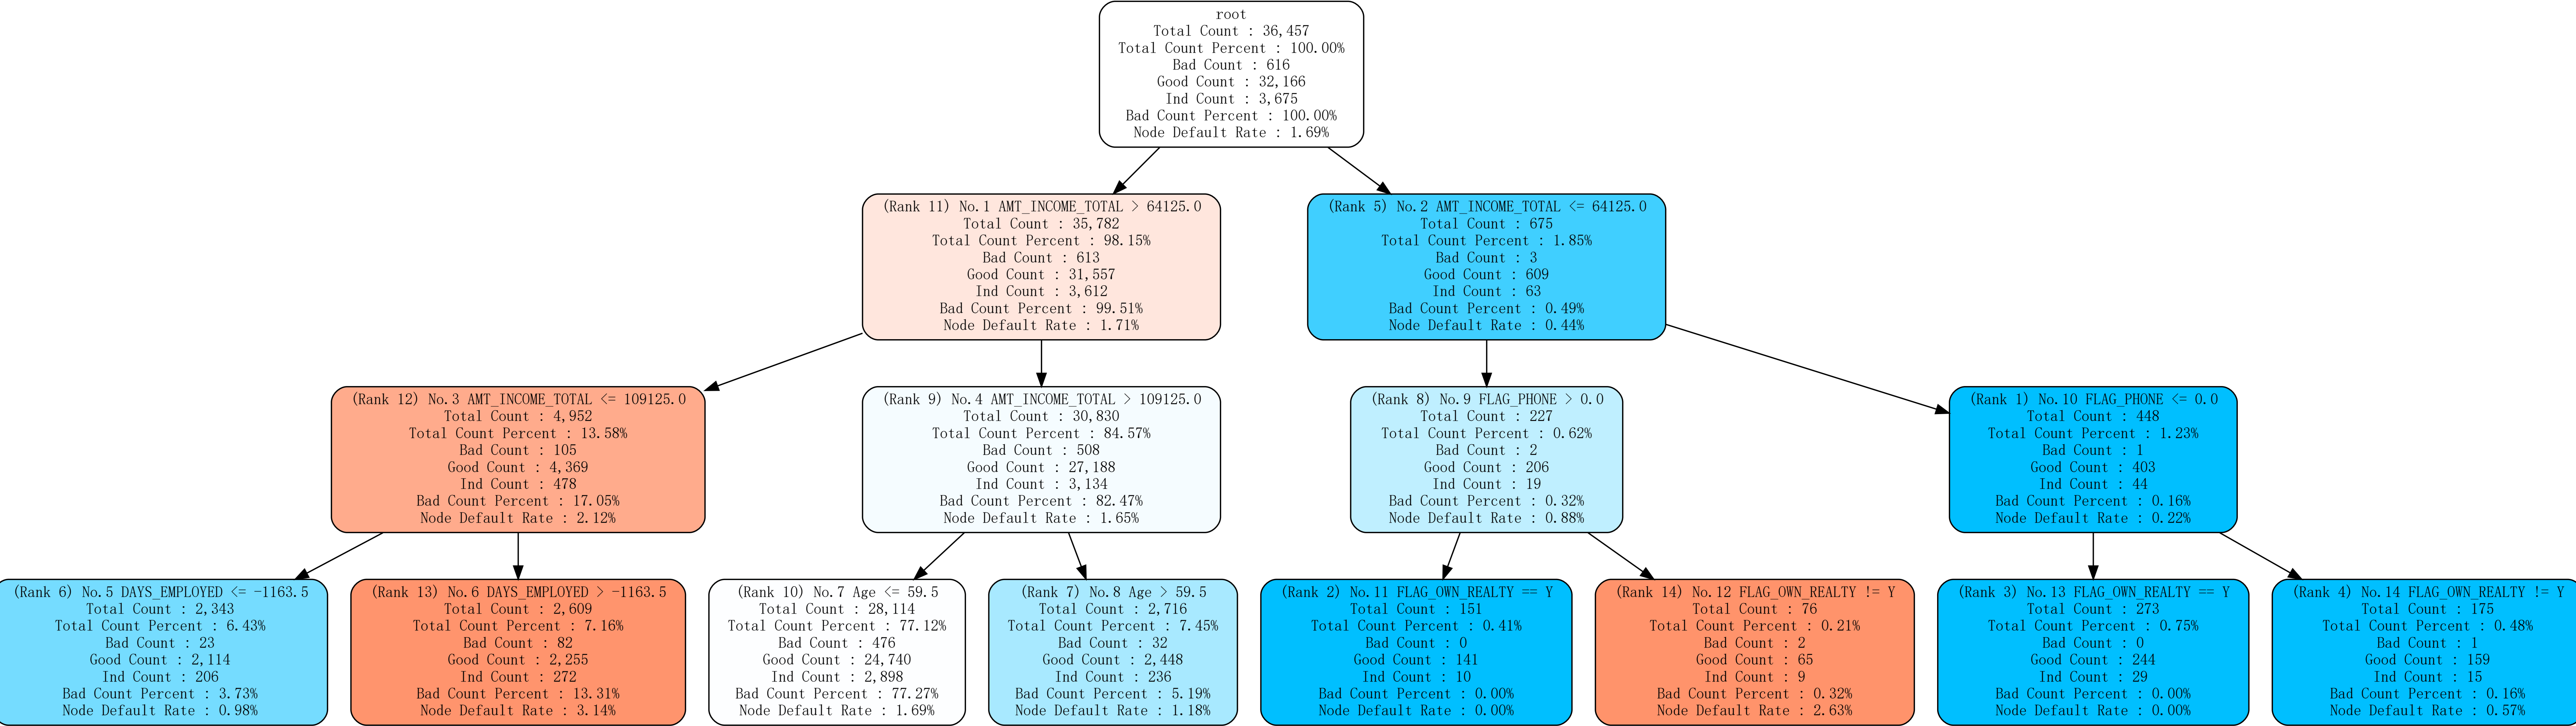 root
Total Count : 36,457
Total Count Percent : 100.00%
Bad Count : 616
Good Count : 32,166
Ind Count : 3,675
Bad Count Percent : 100.00%
Node Default Rate : 1.69%
(Rank 11) No.1 AMT_INCOME_TOTAL > 64125.0
Total Count : 35,782
Total Count Percent : 98.15%
Bad Count : 613
Good Count : 31,557
Ind Count : 3,612
Bad Count Percent : 99.51%
Node Default Rate : 1.71%
(Rank 5) No.2 AMT_INCOME_TOTAL <= 64125.0
Total Count : 675
Total Count Percent : 1.85%
Bad Count : 3
Good Count : 609
Ind Count : 63
Bad Count Percent : 0.49%
Node Default Rate : 0.44%
(Rank 12) No.3 AMT_INCOME_TOTAL <= 109125.0
Total Count : 4,952
Total Count Percent : 13.58%
Bad Count : 105
Good Count : 4,369
Ind Count : 478
Bad Count Percent : 17.05%
Node Default Rate : 2.12%
(Rank 9) No.4 AMT_INCOME_TOTAL > 109125.0
Total Count : 30,830
Total Count Percent : 84.57%
Bad Count : 508
Good Count : 27,188
Ind Count : 3,134
Bad Count Percent : 82.47%
Node Default Rate : 1.65%
(Rank 8) No.9 FLAG_PHONE > 0.0
Total Count : 227
Total Count Percent : 0.62%
Bad Count : 2
Good Count : 206
Ind Count : 19
Bad Count Percent : 0.32%
Node Default Rate : 0.88%
(Rank 1) No.10 FLAG_PHONE <= 0.0
Total Count : 448
Total Count Percent : 1.23%
Bad Count : 1
Good Count : 403
Ind Count : 44
Bad Count Percent : 0.16%
Node Default Rate : 0.22%
(Rank 6) No.5 DAYS_EMPLOYED <= -1163.5
Total Count : 2,343
Total Count Percent : 6.43%
Bad Count : 23
Good Count : 2,114
Ind Count : 206
Bad Count Percent : 3.73%
Node Default Rate : 0.98%
(Rank 13) No.6 DAYS_EMPLOYED > -1163.5
Total Count : 2,609
Total Count Percent : 7.16%
Bad Count : 82
Good Count : 2,255
Ind Count : 272
Bad Count Percent : 13.31%
Node Default Rate : 3.14%
(Rank 10) No.7 Age <= 59.5
Total Count : 28,114
Total Count Percent : 77.12%
Bad Count : 476
Good Count : 24,740
Ind Count : 2,898
Bad Count Percent : 77.27%
Node Default Rate : 1.69%
(Rank 7) No.8 Age > 59.5
Total Count : 2,716
Total Count Percent : 7.45%
Bad Count : 32
Good Count : 2,448
Ind Count : 236
Bad Count Percent : 5.19%
Node Default Rate : 1.18%
(Rank 2) No.11 FLAG_OWN_REALTY == Y
Total Count : 151
Total Count Percent : 0.41%
Bad Count : 0
Good Count : 141
Ind Count : 10
Bad Count Percent : 0.00%
Node Default Rate : 0.00%
(Rank 14) No.12 FLAG_OWN_REALTY != Y
Total Count : 76
Total Count Percent : 0.21%
Bad Count : 2
Good Count : 65
Ind Count : 9
Bad Count Percent : 0.32%
Node Default Rate : 2.63%
(Rank 3) No.13 FLAG_OWN_REALTY == Y
Total Count : 273
Total Count Percent : 0.75%
Bad Count : 0
Good Count : 244
Ind Count : 29
Bad Count Percent : 0.00%
Node Default Rate : 0.00%
(Rank 4) No.14 FLAG_OWN_REALTY != Y
Total Count : 175
Total Count Percent : 0.48%
Bad Count : 1
Good Count : 159
Ind Count : 15
Bad Count Percent : 0.16%
Node Default Rate : 0.57%